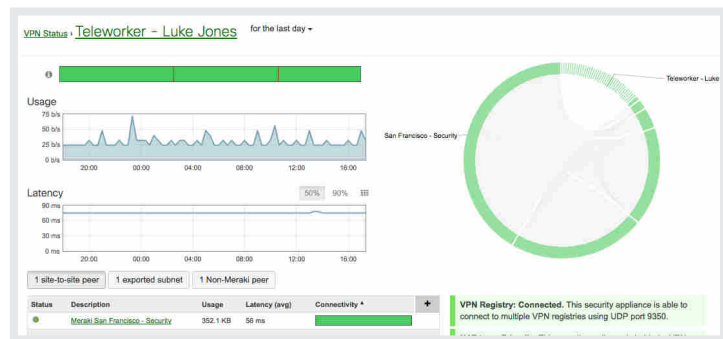 VPN Status › Teleworker - Luke Jones for the last day
Usage
75 b/s
50 b/s
25 b/s
0 b/s
20:00 00:00 04:00 08:00 12:00 16:00
Latency
50% 90%
90 ms
60 ms
30 ms
0 ms
20:00 00:00 04:00 08:00 12:00 16:00
1 site-to-site peer 1 exported subnet 1 Non-Meraki peer
Status Description Usage Latency (avg) Connectivity +
Meraki San Francisco - Security 352.1 KB 56 ms
Teleworker - Luke
San Francisco - Security
VPN Registry: Connected. This security appliance is able to
connect to multiple VPN registries using UDP port 9350.